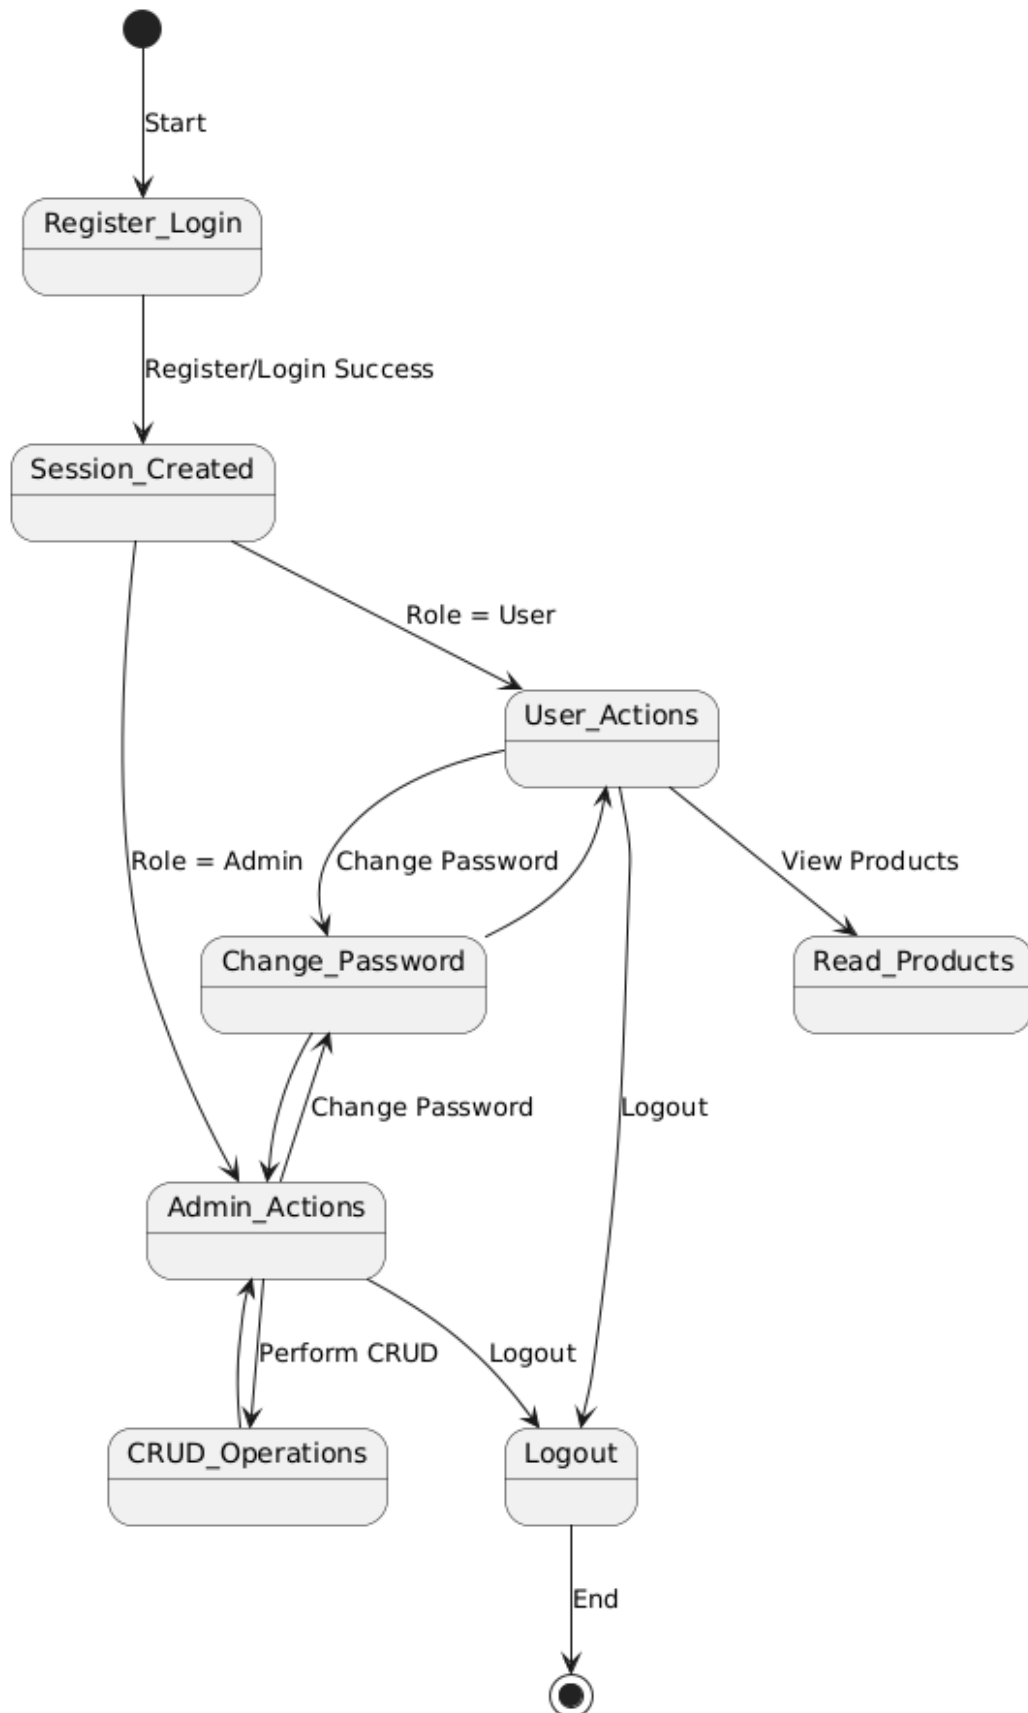 Start
Register_Login
Register/Login Success
Session_Created
Role = User
User_Actions
Role = Admin
Change Password
View Products
Change_Password
Read_Products
Change Password
Logout
Admin_Actions
Perform CRUD
Logout
CRUD_Operations
Logout
End